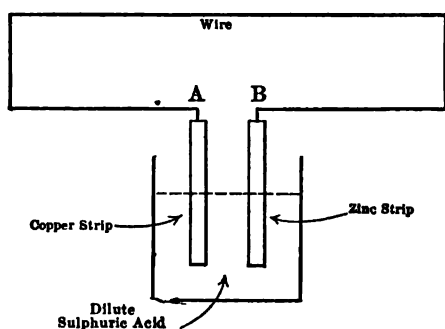 Wire
A B
Copper Strip
Zinc Strip
Dilute
Sulphuric Acid